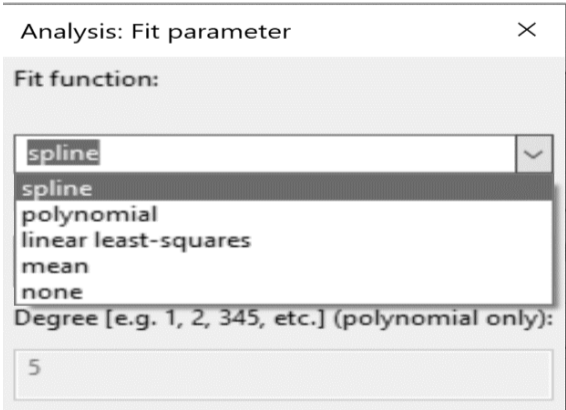 Analysis: Fit parameter
Fit function:
spline
spline
polynomial
linear least-squares
mean
none
Degree [e.g. 1, 2, 345, etc.] (polynomial only):
5